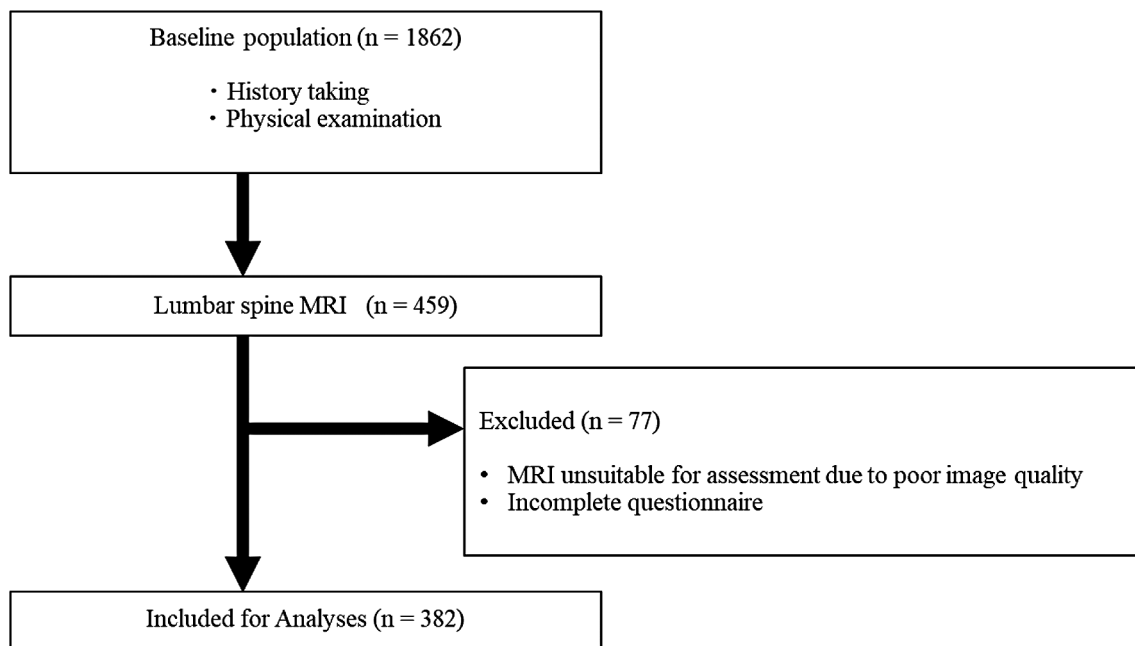 Baseline population (n = 1862)
・History taking
・Physical examination
Lumbar spine MRI (n = 459)
Excluded (n = 77)
• MRI unsuitable for assessment due to poor image quality
• Incomplete questionnaire
Included for Analyses (n = 382)